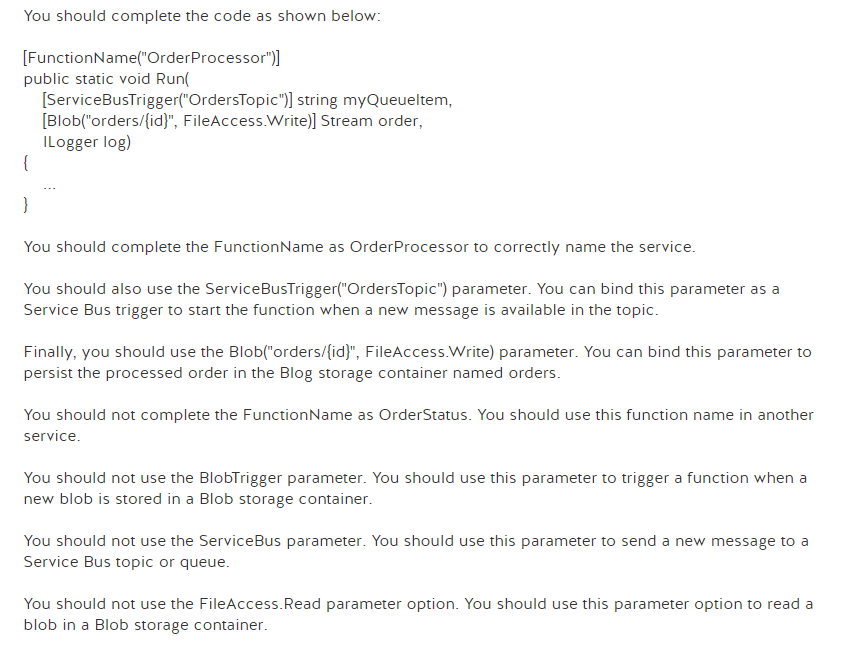 You should complete the code as shown below:
[FunctionName("OrderProcessor")]
public static void Run(
[ServiceBusTrigger("OrdersTopic")] string myQueueItem,
[Blob("orders/{id}", FileAccess.Write)] Stream order,
ILogger log)
{
...
}
You should complete the FunctionName as OrderProcessor to correctly name the service.
You should also use the ServiceBusTrigger("OrdersTopic") parameter. You can bind this parameter as a
Service Bus trigger to start the function when a new message is available in the topic.
Finally, you should use the Blob("orders/{id}", FileAccess.Write) parameter. You can bind this parameter to
persist the processed order in the Blog storage container named orders.
You should not complete the FunctionName as OrderStatus. You should use this function name in another
service.
You should not use the BlobTrigger parameter. You should use this parameter to trigger a function when a
new blob is stored in a Blob storage container.
You should not use the ServiceBus parameter. You should use this parameter to send a new message to a
Service Bus topic or queue.
You should not use the FileAccess.Read parameter option. You should use this parameter option to read a
blob in a Blob storage container.